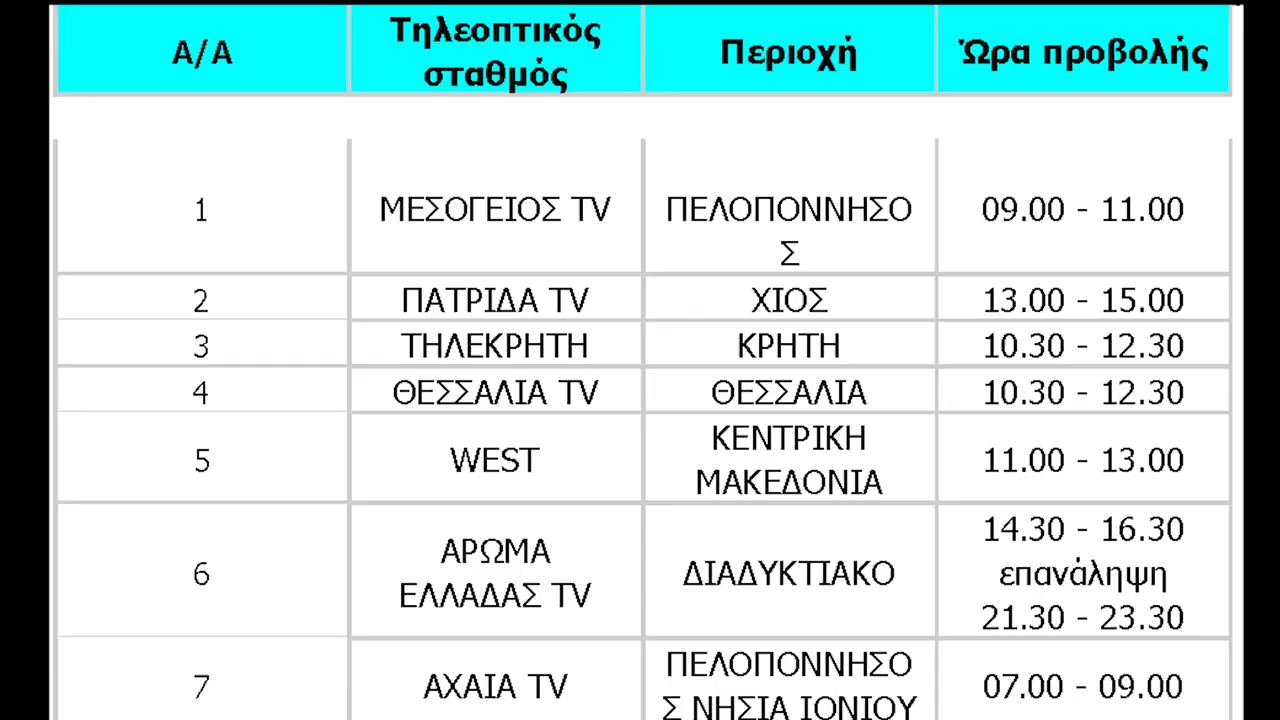 Α/Α
Τηλεοπτικός
σταθμός
Περιοχή
Ώρα προβολής
1
ΜΕΣΟΓΕΙΟΣ TV
ΠΕΛΟΠΟΝΝΗΣΟ
Σ
09.00 - 11.00
2
ΠΑΤΡΙΔΑ TV
ΧΙΟΣ
13.00 - 15.00
3
ΤΗΛΕΚΡΗΤΗ
ΚΡΗΤΗ
10.30 - 12.30
4
ΘΕΣΣΑΛΙΑ TV
ΘΕΣΣΑΛΙΑ
10.30 - 12.30
5
WEST
ΚΕΝΤΡΙΚΗ
ΜΑΚΕΔΟΝΙΑ
11.00 - 13.00
6
ΑΡΩΜΑ
ΕΛΛΑΔΑΣ TV
ΔΙΑΔΥΚΤΙΑΚΟ
14.30 - 16.30
επανάληψη
21.30 - 23.30
7
ΑΧΑΙΑ TV
ΠΕΛΟΠΟΝΝΗΣΟ
Σ ΝΗΣΙΑ ΙΟΝΙΟΥ
07.00 - 09.00